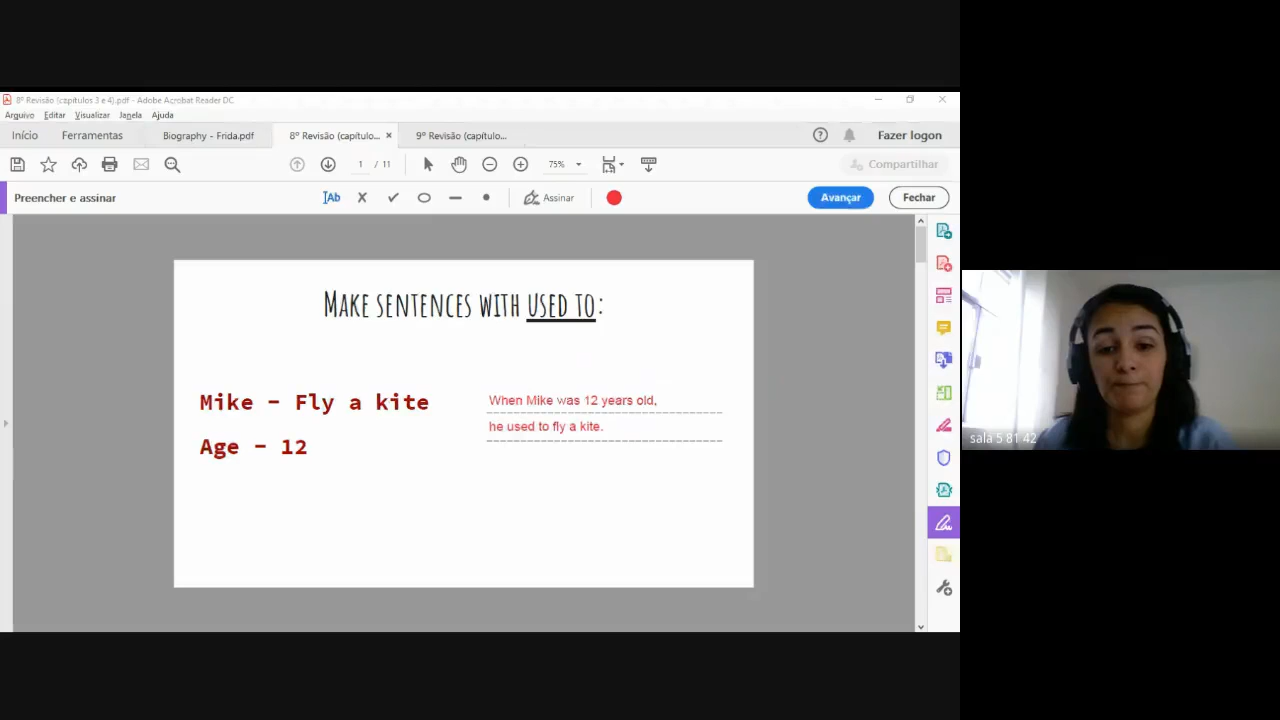 8º Revisão (capítulos 3 e 4).pdf - Adobe Acrobat Reader DC
Arquivo Editar Visualizar Janela Ajuda
Início Ferramentas Biography - Frida.pdf 8º Revisão (capítulo... × 9º Revisão (capítulo... Fazer logon
1 / 11 75% Compartilhar
Preencher e assinar IAb Assinar Avançar Fechar
MAKE SENTENCES WITH USED TO:
Mike - Fly a kite
Age - 12
When Mike was 12 years old,
he used to fly a kite.
sala 5 81 42